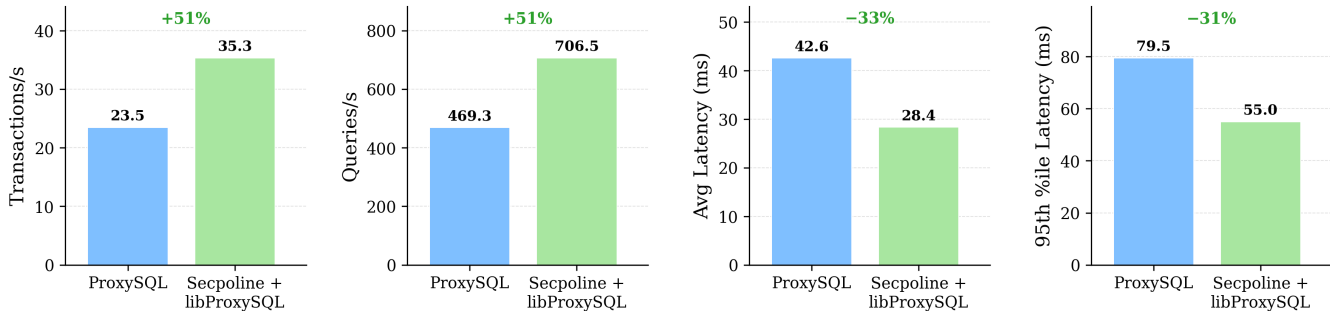 +51%
Transactions/s
40
30
20
10
0
23.5
35.3
ProxySQL
Secpoline +
libProxySQL
+51%
Queries/s
800
600
400
200
0
469.3
706.5
ProxySQL
Secpoline +
libProxySQL
−33%
Avg Latency (ms)
50
40
30
20
10
0
42.6
28.4
ProxySQL
Secpoline +
libProxySQL
−31%
95th %ile Latency (ms)
80
60
40
20
0
79.5
55.0
ProxySQL
Secpoline +
libProxySQL